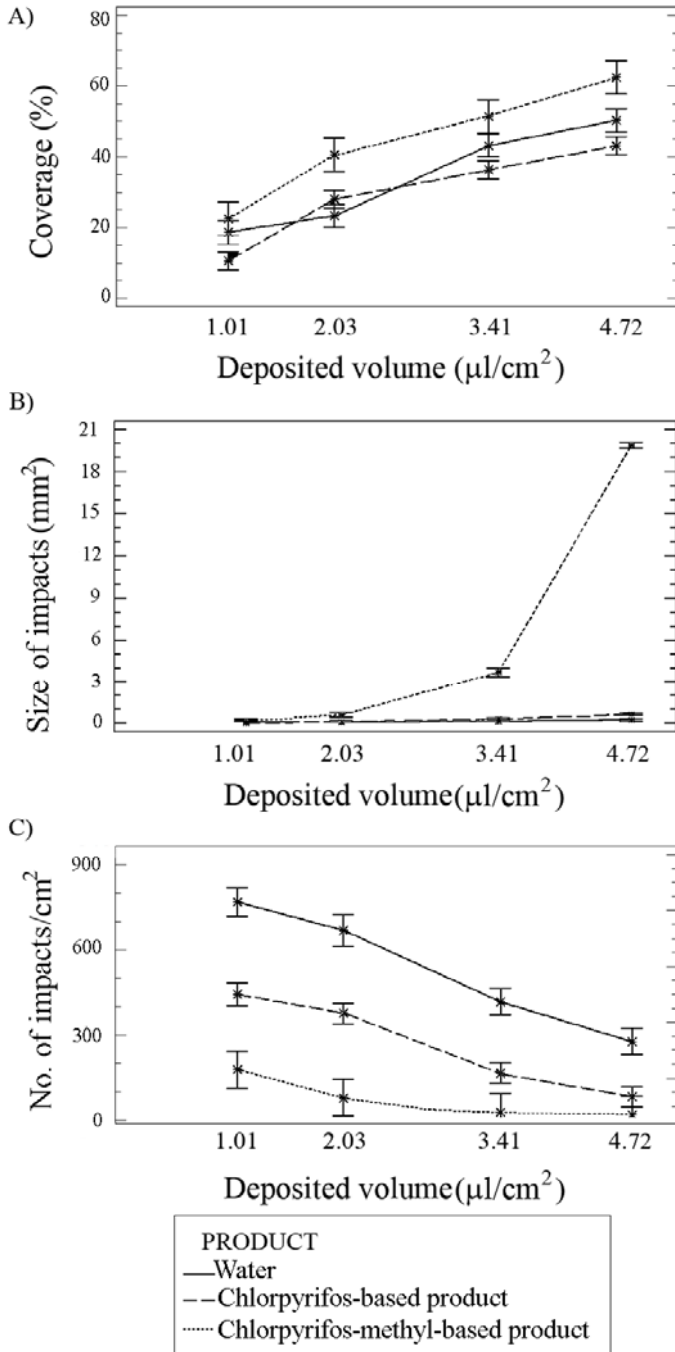 A)
80
60
40
20
0
Coverage (%)
1.01 2.03 3.41 4.72
Deposited volume (µl/cm²)
B)
21
18
15
12
9
6
3
0
Size of impacts (mm²)
1.01 2.03 3.41 4.72
Deposited volume(µl/cm²)
C)
900
600
300
0
No. of impacts/cm²
1.01 2.03 3.41 4.72
Deposited volume(µl/cm²)
PRODUCT
Water
Chlorpyrifos-based product
Chlorpyrifos-methyl-based product